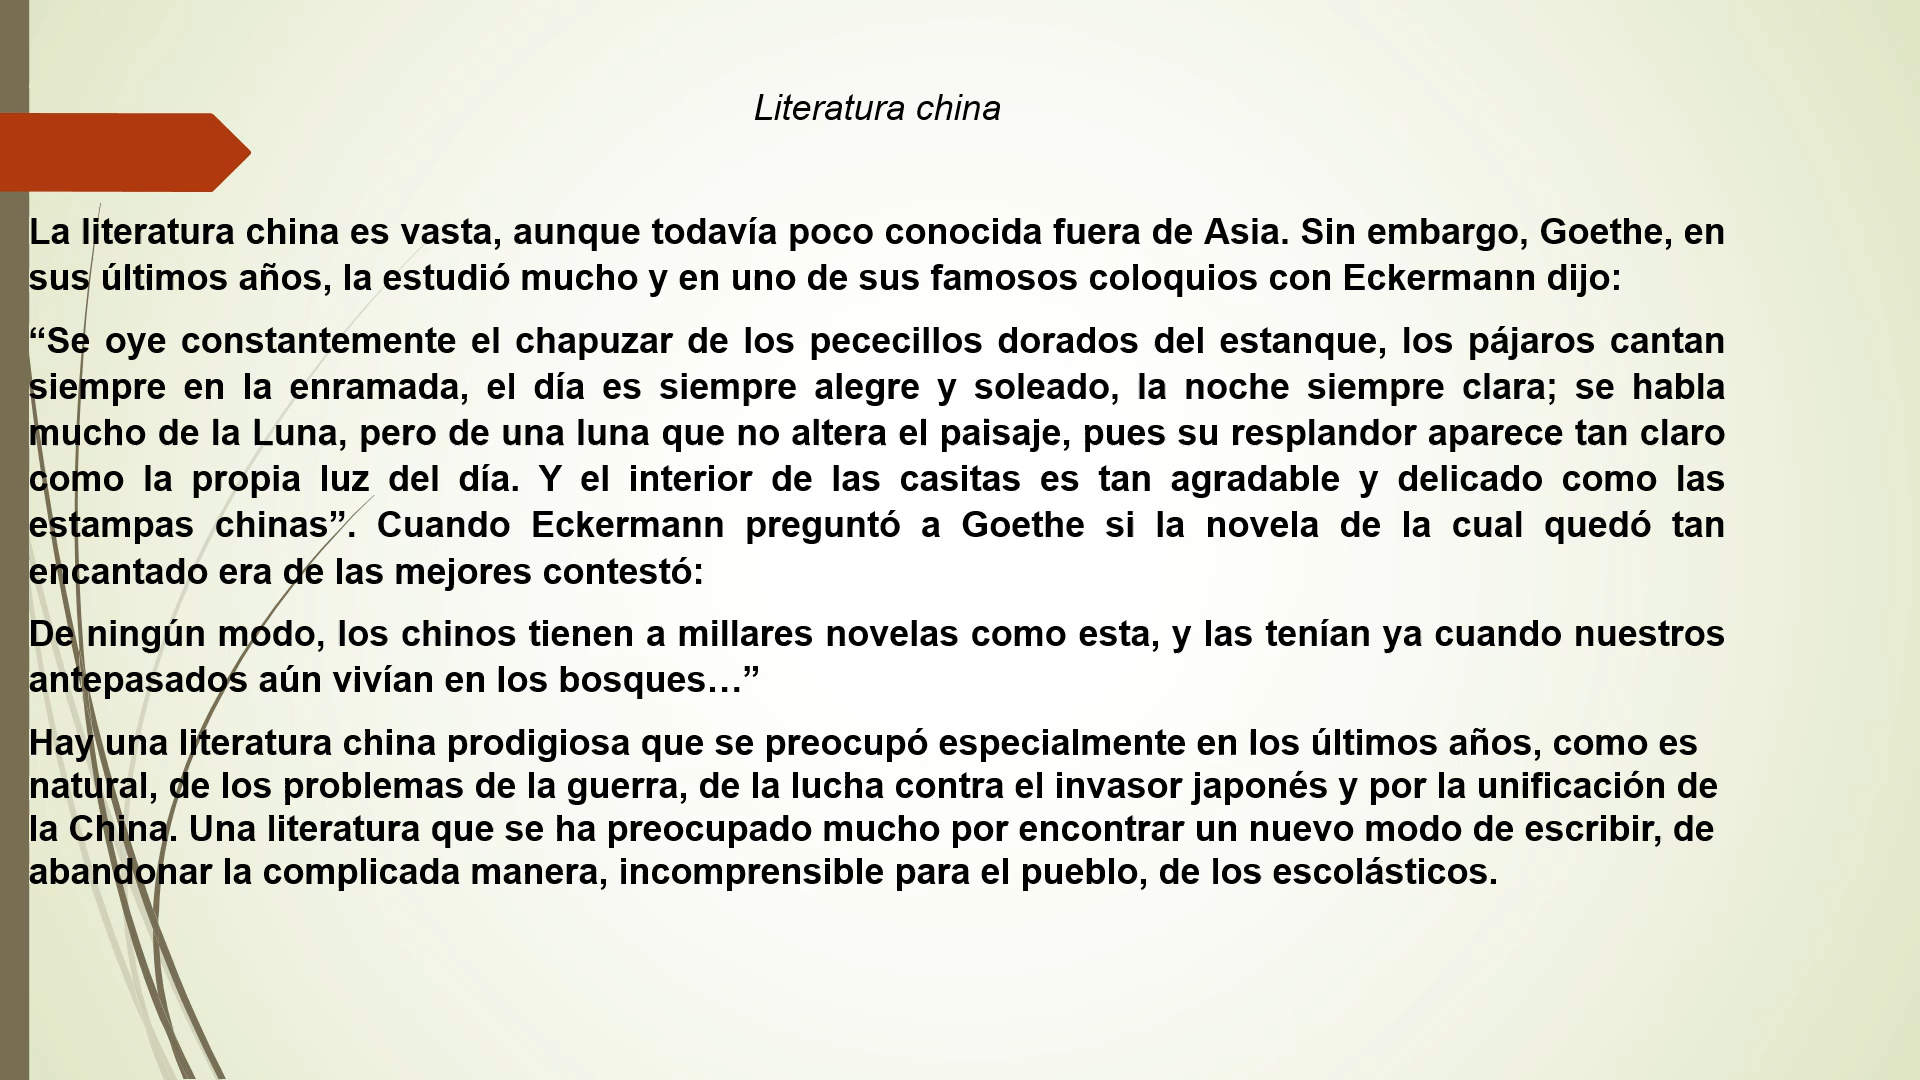 Literatura china
La literatura china es vasta, aunque todavía poco conocida fuera de Asia. Sin embargo, Goethe, en
sus últimos años, la estudió mucho y en uno de sus famosos coloquios con Eckermann dijo:
“Se oye constantemente el chapuzar de los pececillos dorados del estanque, los pájaros cantan
siempre en la enramada, el día es siempre alegre y soleado, la noche siempre clara; se habla
mucho de la Luna, pero de una luna que no altera el paisaje, pues su resplandor aparece tan claro
como la propia luz del día. Y el interior de las casitas es tan agradable y delicado como las
estampas chinas”. Cuando Eckermann preguntó a Goethe si la novela de la cual quedó tan
encantado era de las mejores contestó:
De ningún modo, los chinos tienen a millares novelas como esta, y las tenían ya cuando nuestros
antepasados aún vivían en los bosques…”
Hay una literatura china prodigiosa que se preocupó especialmente en los últimos años, como es
natural, de los problemas de la guerra, de la lucha contra el invasor japonés y por la unificación de
la China. Una literatura que se ha preocupado mucho por encontrar un nuevo modo de escribir, de
abandonar la complicada manera, incomprensible para el pueblo, de los escolásticos.